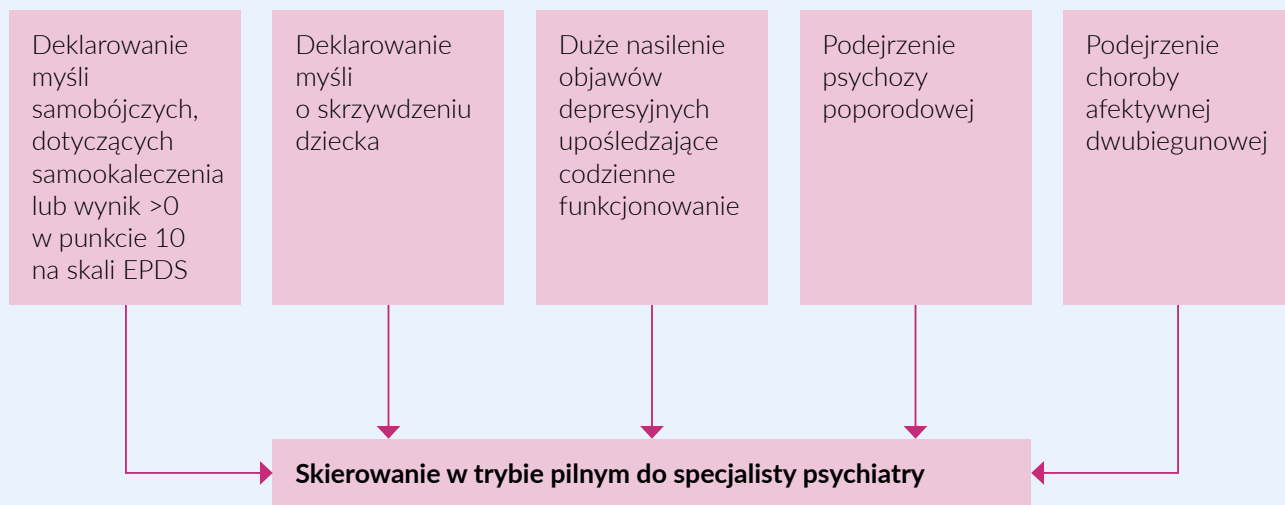 Deklarowanie
myśli
samobójczych,
dotyczących
samookaleczenia
lub wynik >0
w punkcie 10
na skali EPDS
Deklarowanie
myśli
o skrzywdzeniu
dziecka
Duże nasilenie
objawów
depresyjnych
upośledzające
codzienne
funkcjonowanie
Podejrzenie
psychozy
poporodowej
Podejrzenie
choroby
afektywnej
dwubiegunowej
Skierowanie w trybie pilnym do specjalisty psychiatry